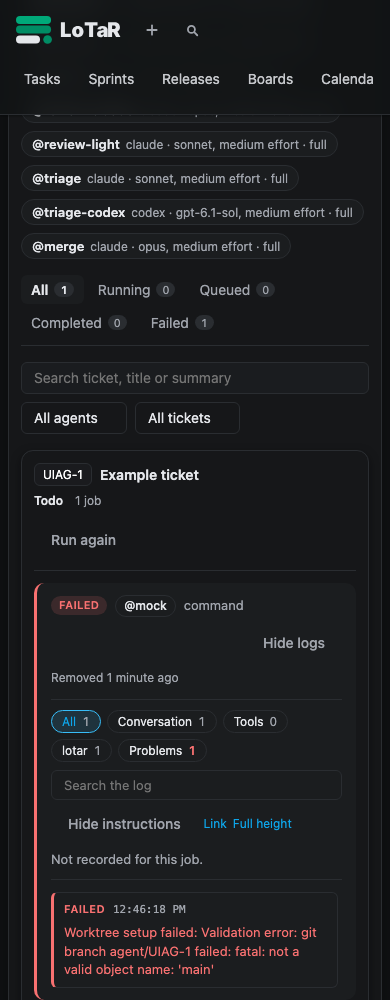 LoTaR
Tasks Sprints Releases Boards Calenda
@review-light claude · sonnet, medium effort · full
@triage claude · sonnet, medium effort · full
@triage-codex codex · gpt-6.1-sol, medium effort · full
@merge claude · opus, medium effort · full
All 1 Running 0 Queued 0
Completed 0 Failed 1
Search ticket, title or summary
All agents All tickets
UIAG-1 Example ticket
Todo 1 job
Run again
FAILED @mock command
Hide logs
Removed 1 minute ago
All 1 Conversation 1 Tools 0
lotar 1 Problems 1
Search the log
Hide instructions Link Full height
Not recorded for this job.
FAILED 12:46:18 PM
Worktree setup failed: Validation error: git
branch agent/UIAG-1 failed: fatal: not a
valid object name: 'main'